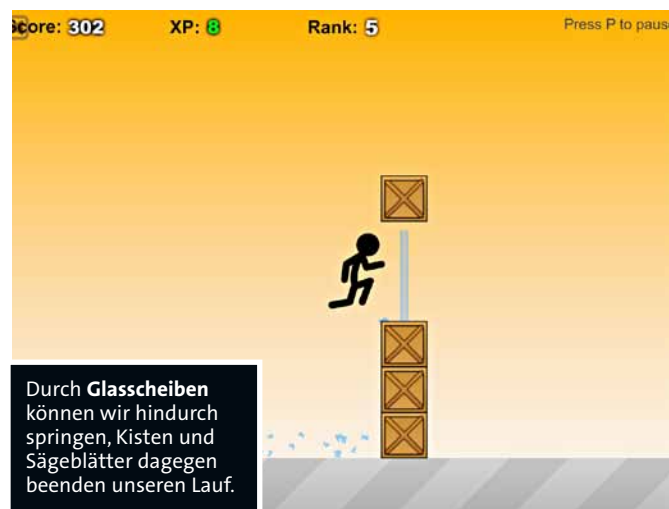 Score: 302 XP: 8 Rank: 5 Press P to paus
Durch Glasscheiben
können wir hindurch
springen, Kisten und
Sägeblätter dagegen
beenden unseren Lauf.